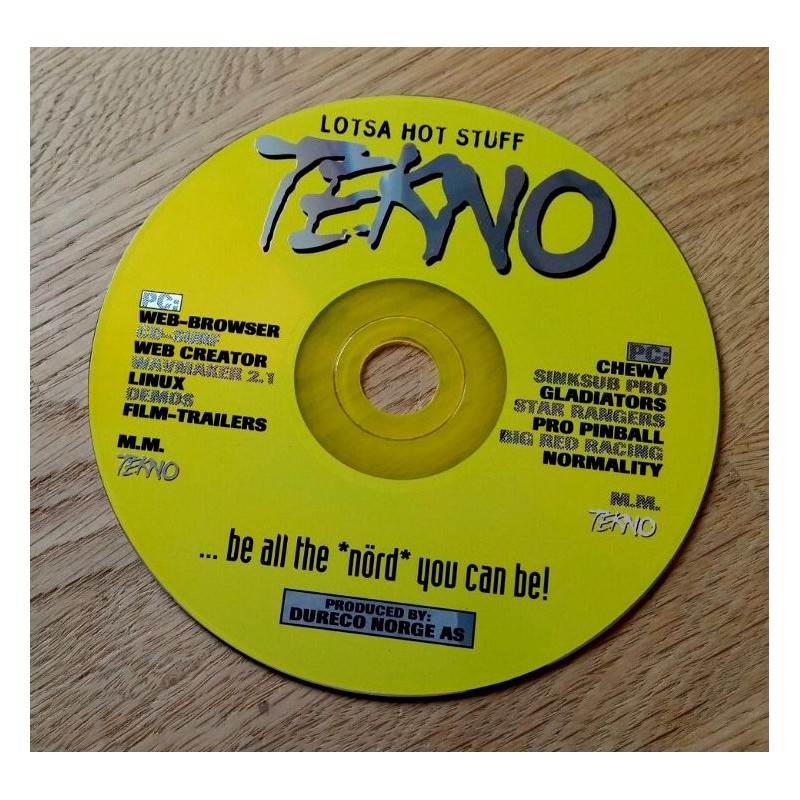 LOTSA HOT STUFF
TEKNO
PC:
WEB-BROWSER
WEB CREATOR
WAVMAKER 2.1
LINUX
DEMOS
FILM-TRAILERS
M.M.
TEKNO
PC:
CHEWY
SINKSUB PRO
GLADIATORS
STAR RANGERS
PRO PINBALL
BIG RED RACING
NORMALITY
M.M.
TEKNO
... be all the *nörd* you can be!
PRODUCED BY:
DURECO NORGE AS